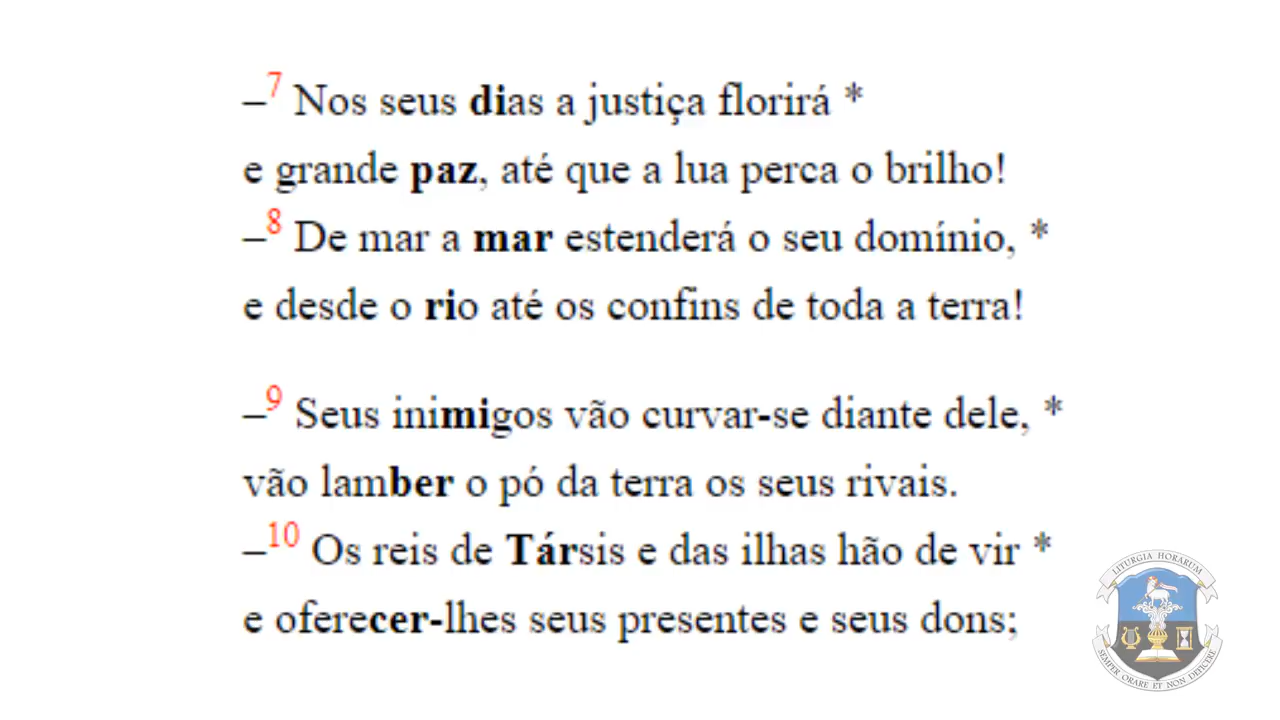 –7 Nos seus dias a justiça florirá *
e grande paz, até que a lua perca o brilho!
–8 De mar a mar estenderá o seu domínio, *
e desde o rio até os confins de toda a terra!
–9 Seus inimigos vão curvar-se diante dele, *
vão lamber o pó da terra os seus rivais.
–10 Os reis de Társis e das ilhas hão de vir *
e oferecer-lhes seus presentes e seus dons;
LITURGIA HORARUM
SEMPER ORARE ET NON DEFICERE